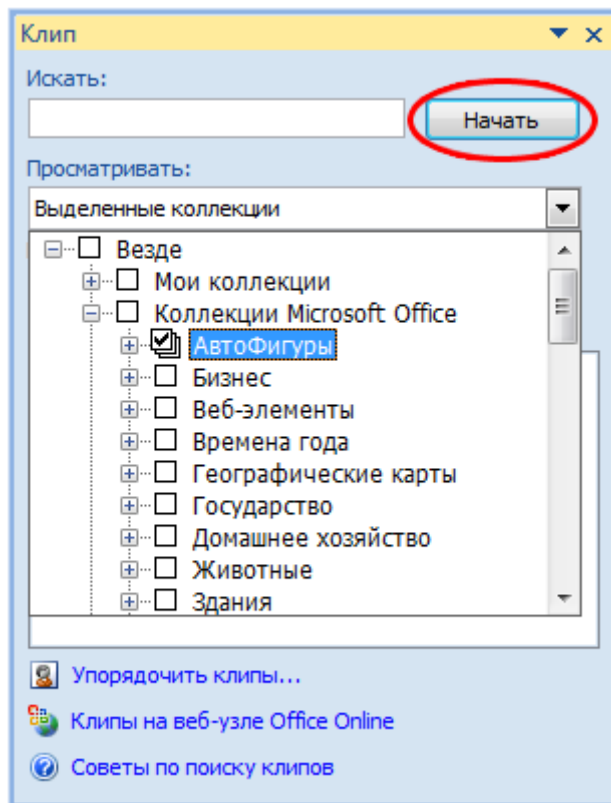 Клип
Искать:
Начать
Просматривать:
Выделенные коллекции
Везде
Мои коллекции
Коллекции Microsoft Office
АвтоФигуры
Бизнес
Веб-элементы
Времена года
Географические карты
Государство
Домашнее хозяйство
Животные
Здания
Упорядочить клипы...
Клипы на веб-узле Office Online
Советы по поиску клипов